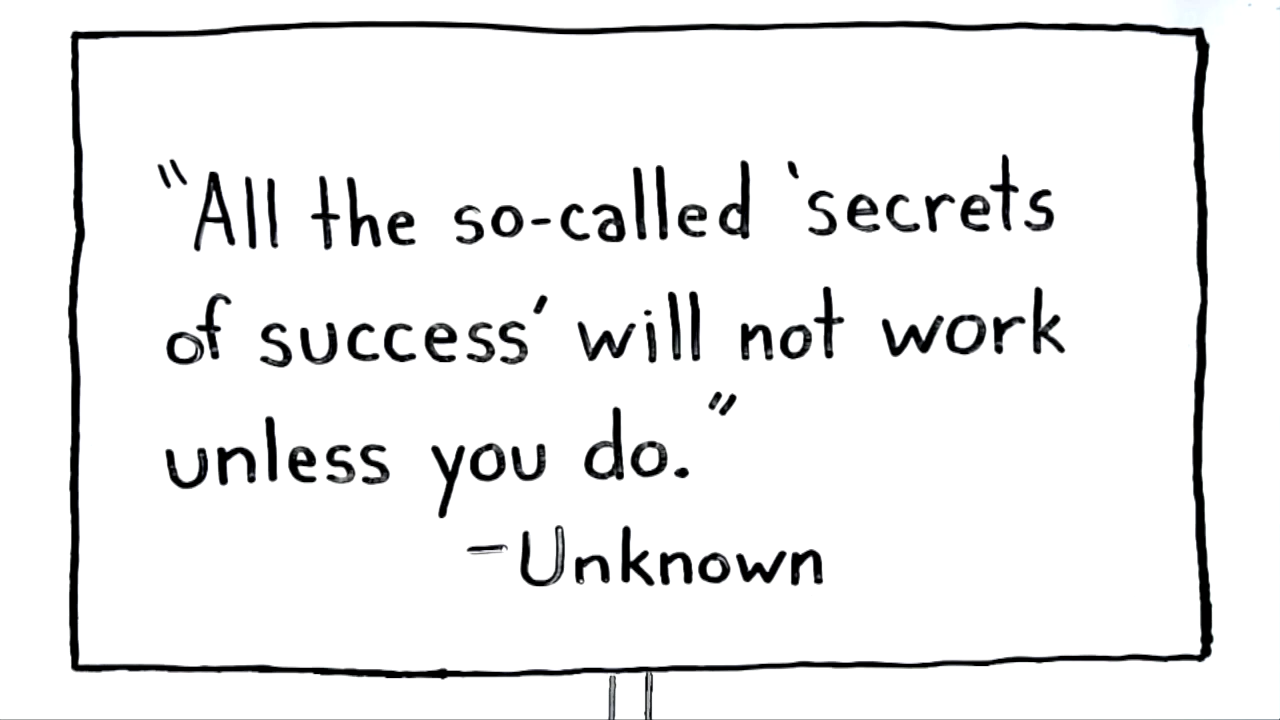 "All the so-called 'secrets
of success' will not work
unless you do."
-Unknown